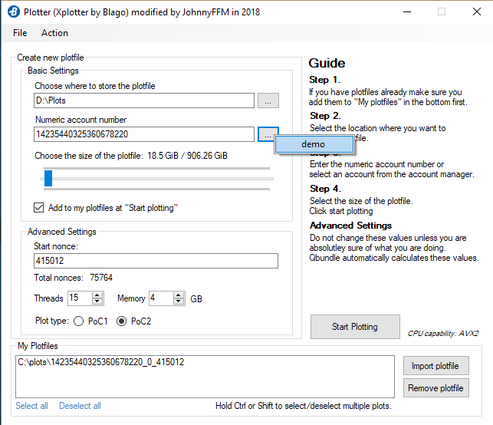 Plotter (Xplotter by Blago) modified by JohnnyFFM in 2018
File Action
Create new plotfile
Basic Settings
Choose where to store the plotfile
D:\Plots
...
Numeric account number
14235440325360678220
...
demo
Choose the size of the plotfile: 18.5 GiB / 906.26 GiB
Add to my plotfiles at "Start plotting"
Advanced Settings
Start nonce:
415012
Total nonces: 75764
Threads 15 Memory 4 GB
Plot type: PoC1 PoC2
Guide
Step 1.
If you have plotfiles already make sure you
add them to "My plotfiles" in the bottom first.
Step 2.
Select the location where you want to
file.
Enter the numeric account number or
select an account from the account manager.
Step 4.
Select the size of the plotfile.
Click start plotting
Advanced Settings
Do not change these values unless you are
absolutley sure of what you are doing.
Qbundle automatically calculates these values.
Start Plotting
CPU capability: AVX2
My Plotfiles
C:\plots\14235440325360678220_0_415012
Import plotfile
Remove plotfile
Select all Deselect all
Hold Ctrl or Shift to select/deselect multiple plots.